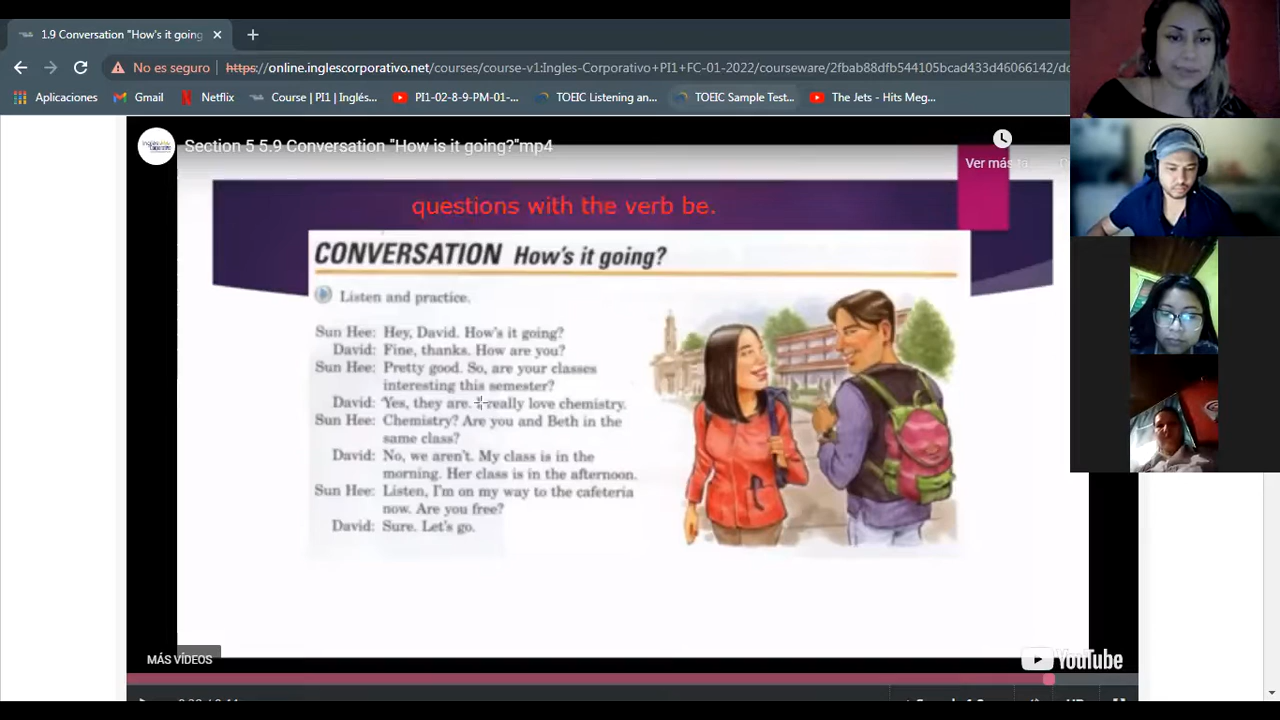 1.9 Conversation "How's it going
No es seguro
https://online.inglescorporativo.net/courses/course-v1:Ingles-Corporativo+PI1+FC-01-2022/courseware/2fbab88dfb544105bcad433d46066142/dc
Aplicaciones
Gmail
Netflix
Course | PI1 | Inglés...
PI1-02-8-9-PM-01-...
TOEIC Listening an...
TOEIC Sample Test...
The Jets - Hits Meg...
Section 5 5.9 Conversation "How is it going?"mp4
Ver más ta
questions with the verb be.
CONVERSATION How's it going?
Listen and practice.
Sun Hee: Hey, David. How's it going?
David: Fine, thanks. How are you?
Sun Hee: Pretty good. So, are your classes
interesting this semester?
David: Yes, they are. I really love chemistry.
Sun Hee: Chemistry? Are you and Beth in the
same class?
David: No, we aren't. My class is in the
morning. Her class is in the afternoon.
Sun Hee: Listen, I'm on my way to the cafeteria
now. Are you free?
David: Sure. Let's go.
MÁS VÍDEOS
YouTube